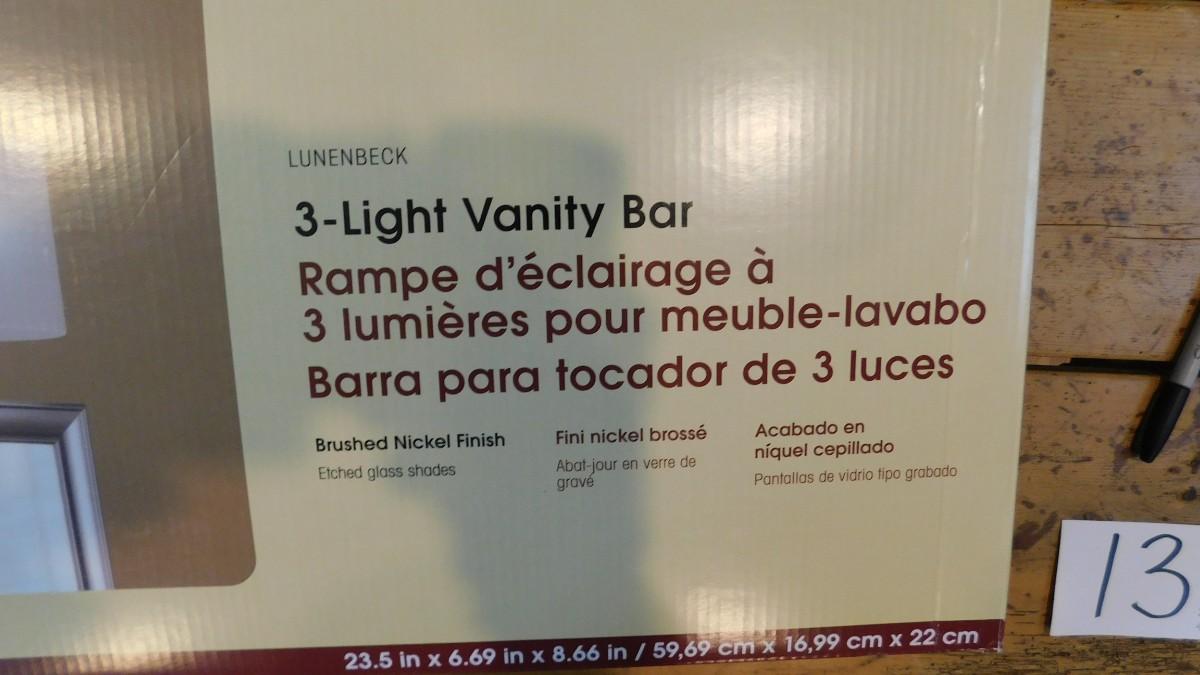 LUNENBECK
3-Light Vanity Bar
Rampe d'éclairage à
3 lumières pour meuble-lavabo
Barra para tocador de 3 luces
Brushed Nickel Finish
Etched glass shades
Fini nickel brossé
Abat-jour en verre de
gravé
Acabado en
níquel cepillado
Pantallas de vidrio tipo grabado
23.5 in x 6.69 in x 8.66 in / 59,69 cm x 16,99 cm x 22 cm
13